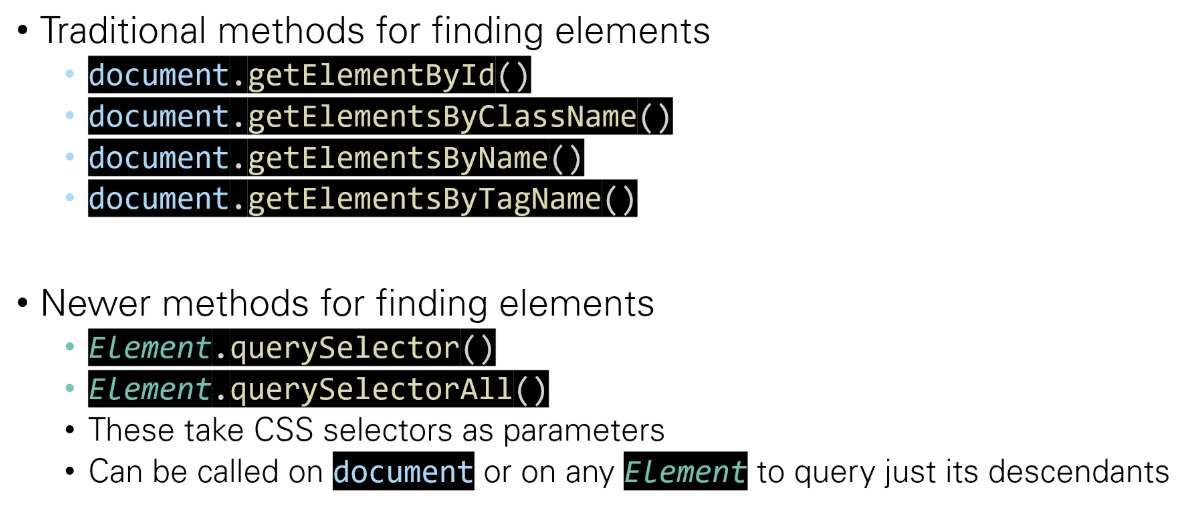 • Traditional methods for finding elements
• document.getElementById()
• document.getElementsByClassName()
• document.getElementsByName()
• document.getElementsByTagName()
• Newer methods for finding elements
• Element.querySelector()
• Element.querySelectorAll()
• These take CSS selectors as parameters
• Can be called on document or on any Element to query just its descendants